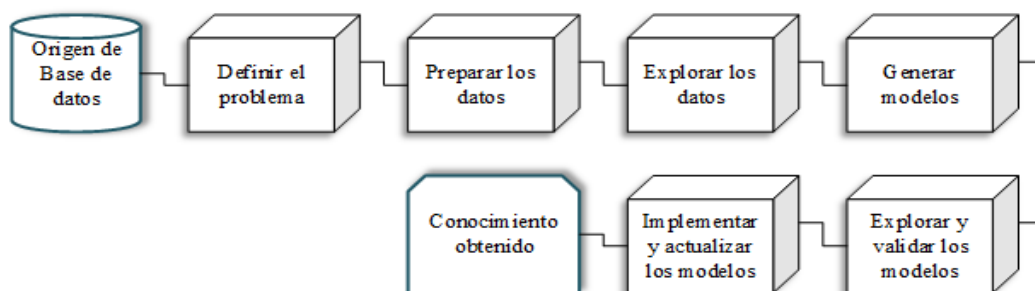 Origen de
Base de
datos
Definir el
problema
Preparar los
datos
Explorar los
datos
Generar
modelos
Conocimiento
obtenido
Implementar
y actualizar
los modelos
Explorar y
validar los
modelos